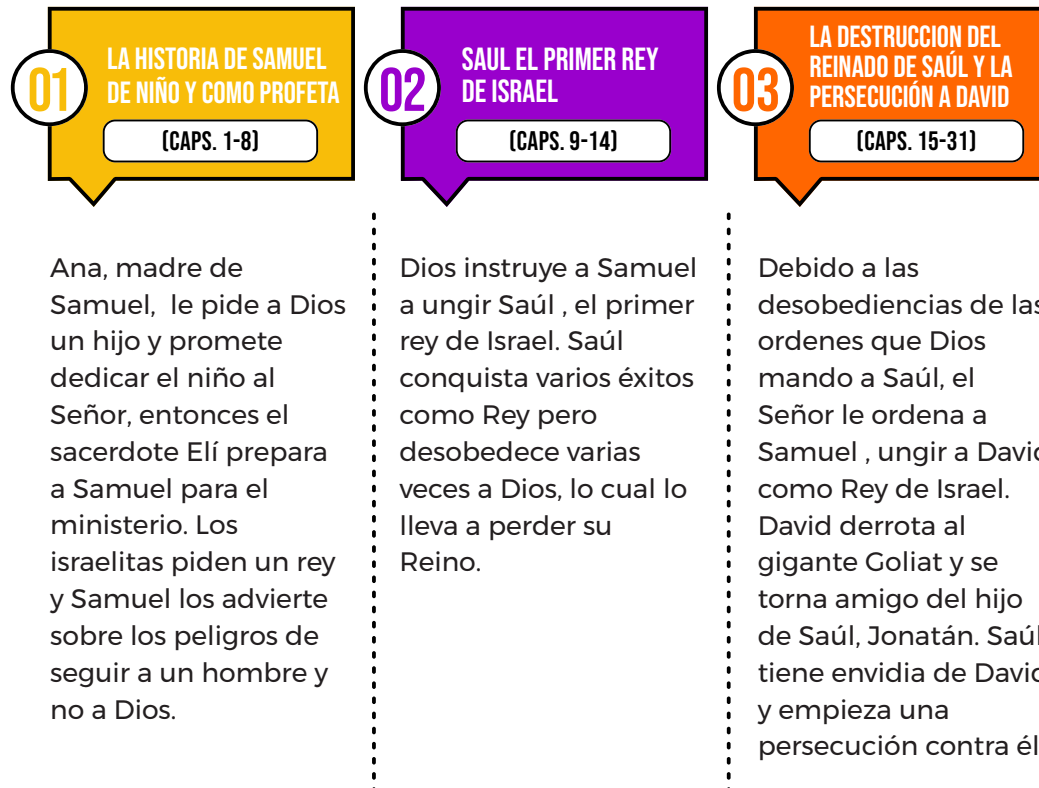 01
LA HISTORIA DE SAMUEL
DE NIÑO Y COMO PROFETA
(CAPS. 1-8)
Ana, madre de
Samuel, le pide a Dios
un hijo y promete
dedicar el niño al
Señor, entonces el
sacerdote Elí prepara
a Samuel para el
ministerio. Los
israelitas piden un rey
y Samuel los advierte
sobre los peligros de
seguir a un hombre y
no a Dios.
02
SAUL EL PRIMER REY
DE ISRAEL
(CAPS. 9-14)
Dios instruye a Samuel
a ungir Saúl , el primer
rey de Israel. Saúl
conquista varios éxitos
como Rey pero
desobedece varias
veces a Dios, lo cual lo
lleva a perder su
Reino.
03
LA DESTRUCCION DEL
REINADO DE SAÚL Y LA
PERSECUCIÓN A DAVID
(CAPS. 15-31)
Debido a las
desobediencias de las
ordenes que Dios
mando a Saúl, el
Señor le ordena a
Samuel , ungir a David
como Rey de Israel.
David derrota al
gigante Goliat y se
torna amigo del hijo
de Saúl, Jonatán. Saúl
tiene envidia de David
y empieza una
persecución contra él